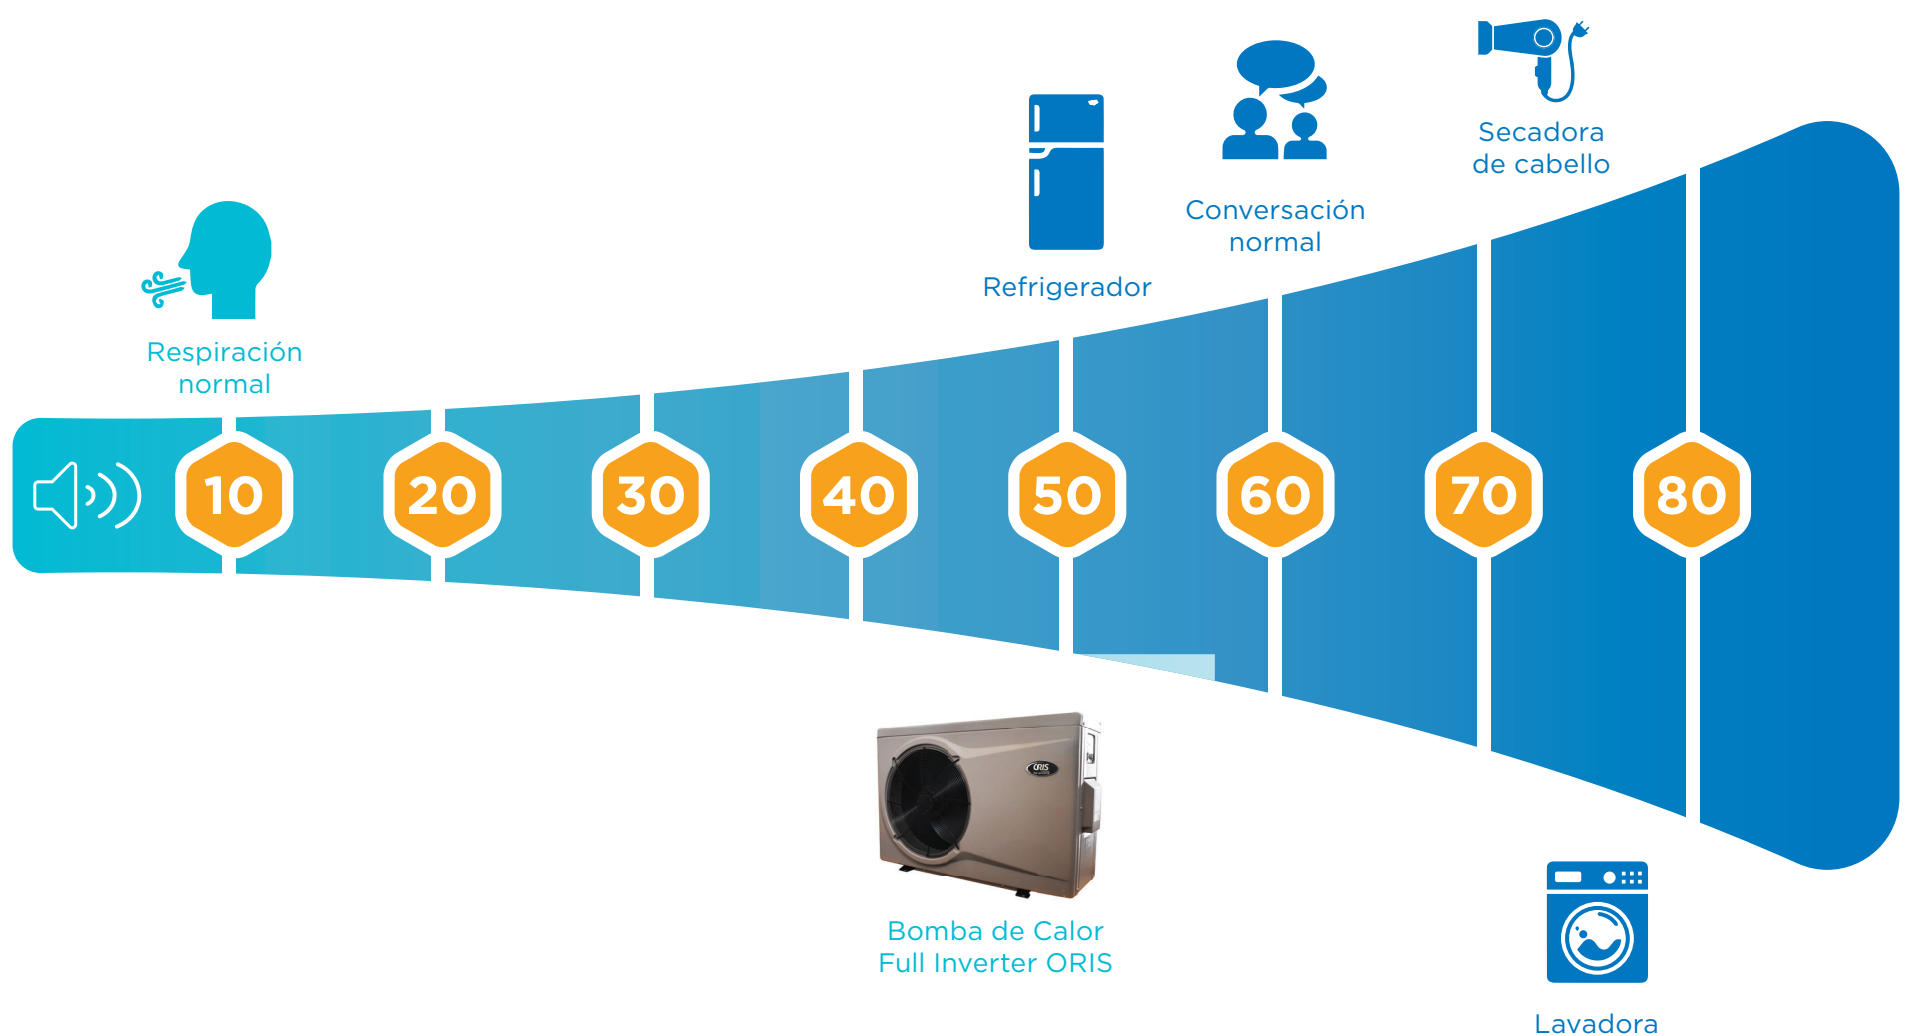 Secadora
de cabello
Conversación
normal
Refrigerador
Respiración
normal
10
20
30
40
50
60
70
80
ORIS
Bomba de Calor
Full Inverter ORIS
Lavadora